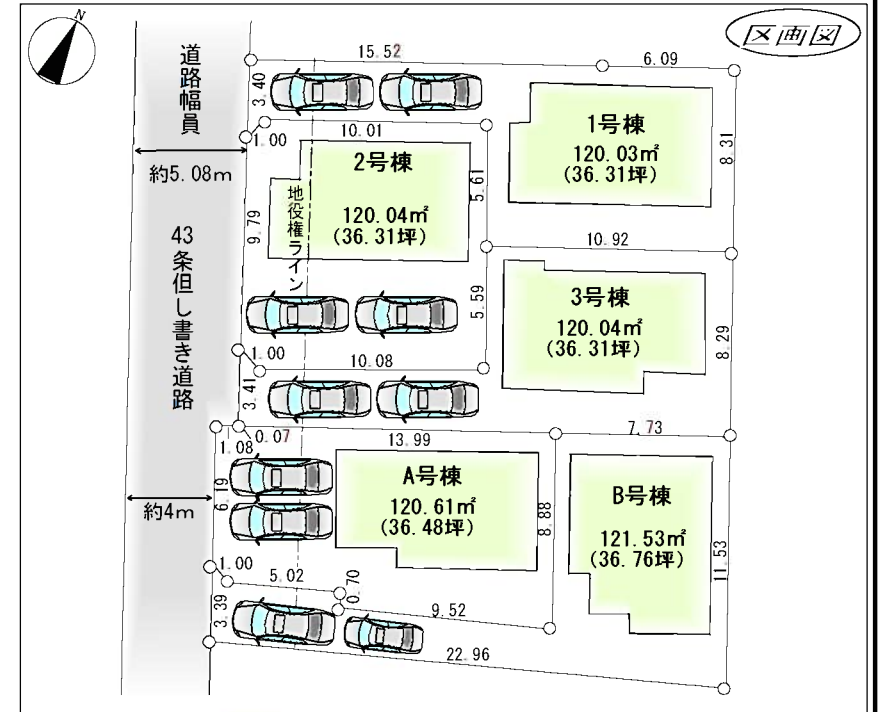 N
区画図
道路幅員
約5.08m
43条但し書き道路
約4m
15.52
6.09
3.40
1.00
10.01
1号棟
120.03㎡
(36.31坪)
8.31
2号棟
120.04㎡
(36.31坪)
5.61
9.79
地役権ライン
10.92
5.59
3号棟
120.04㎡
(36.31坪)
8.29
1.00
10.08
3.41
7.73
0.07
1.08
13.99
6.19
A号棟
120.61㎡
(36.48坪)
8.88
B号棟
121.53㎡
(36.76坪)
11.53
1.00
5.02
0.70
3.39
9.52
22.96